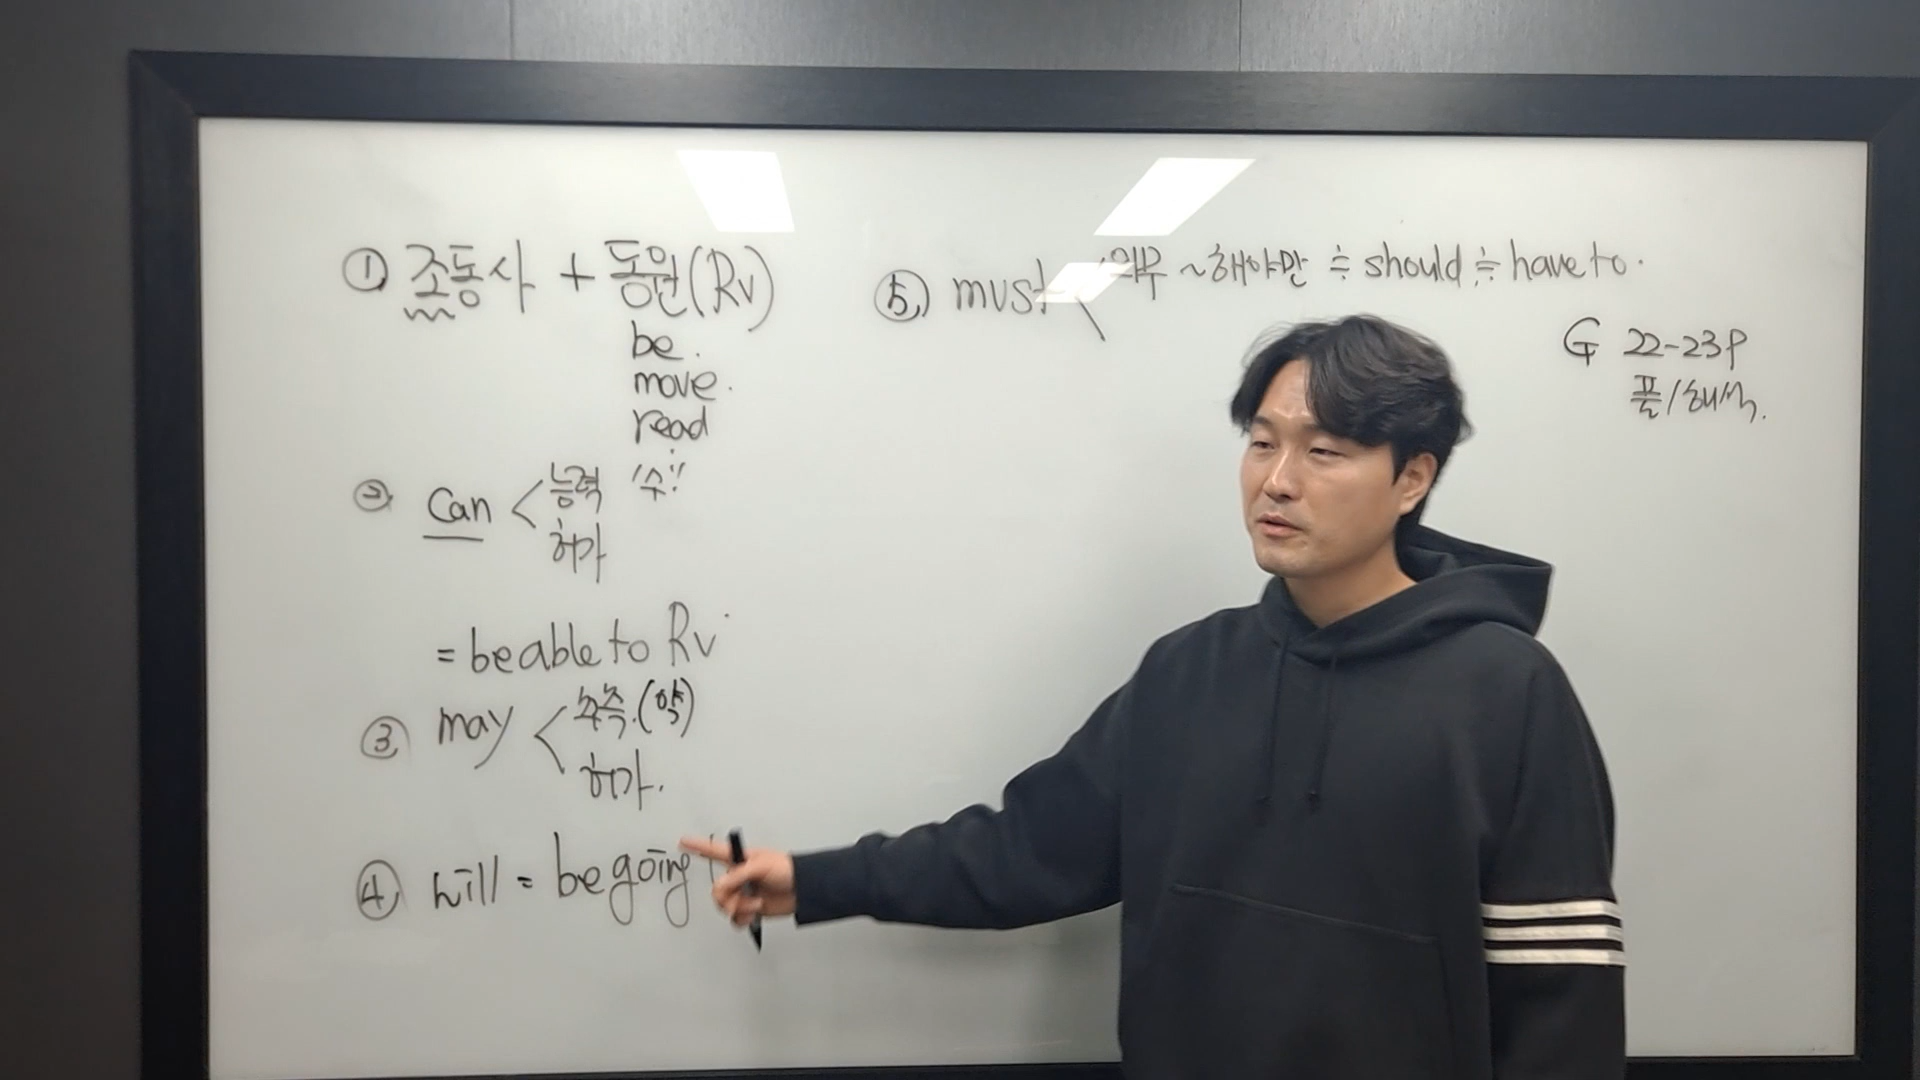 ① 조동사 + 동원(Rv)
be.
move.
read
② can < 능력 "수"
허가
= be able to Rv
③ may < 추측.(약)
허가.
④ will = be going
⑤ must 의무 ~해야만 ≒ should ≒ have to.
G 22-23P
풀/해석.